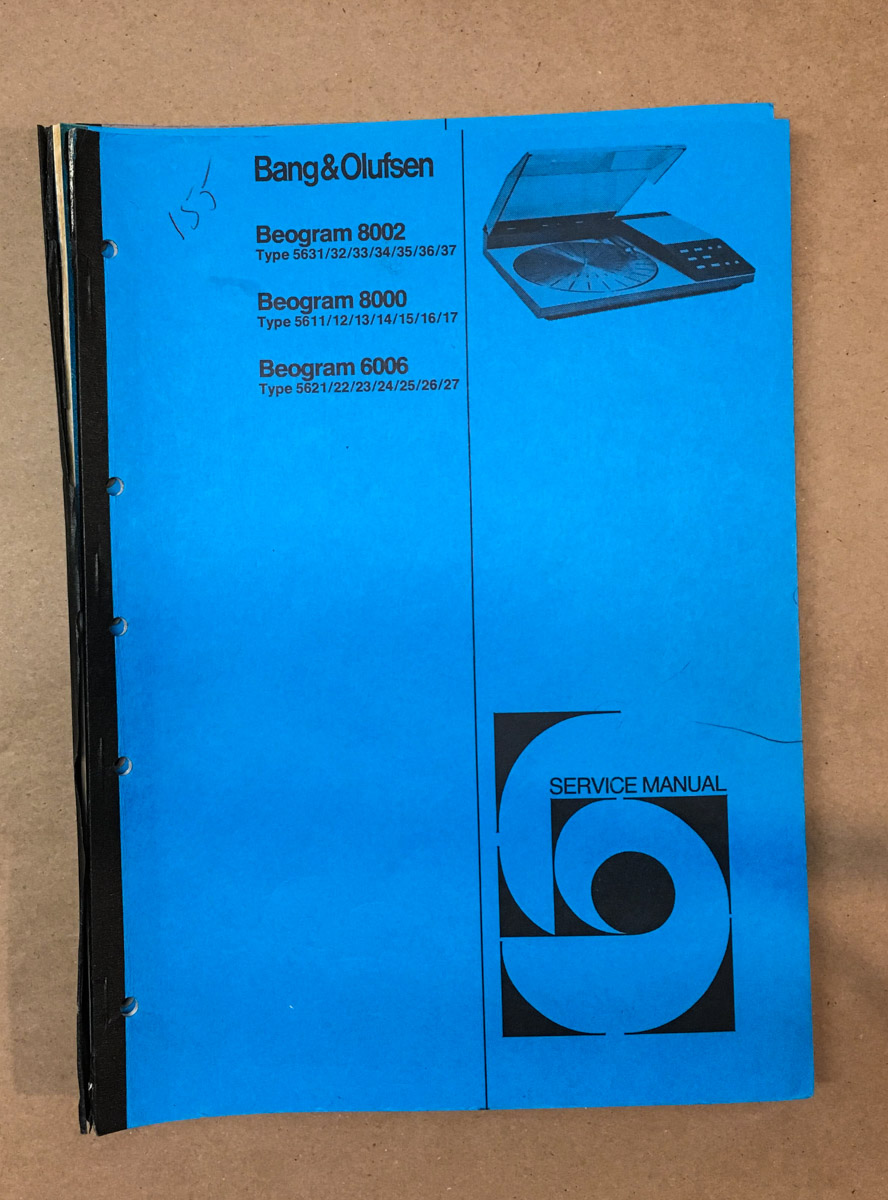 155
Bang&Olufsen
Beogram 8002
Type 5631/32/33/34/35/36/37
Beogram 8000
Type 5611/12/13/14/15/16/17
Beogram 6006
Type 5621/22/23/24/25/26/27
SERVICE MANUAL